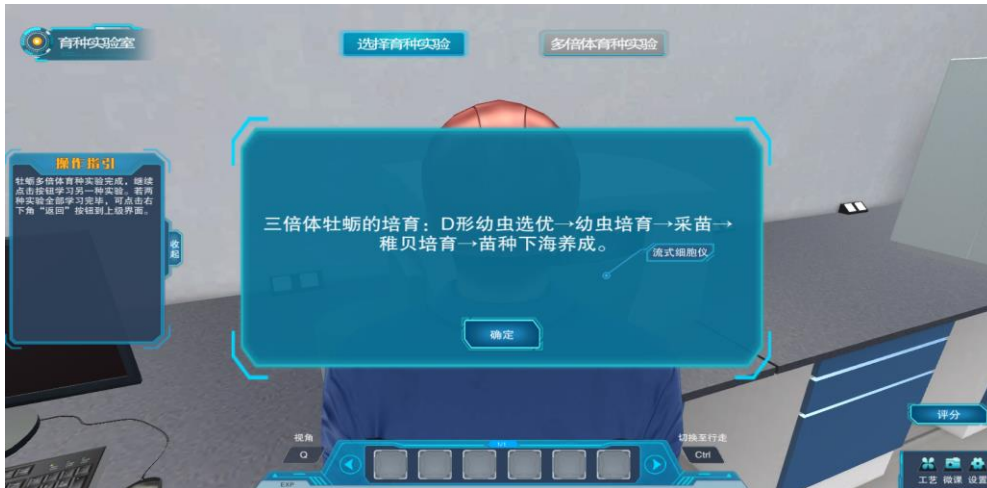 育种实验室
选择育种实验
多倍体育种实验
操作指引
牡蛎多倍体育种实验完成，继续
点击按钮学习另一种实验。若两
种实验全部学习完毕，可点击右
下角“返回”按钮到上级界面。
收起
三倍体牡蛎的培育：D形幼虫选优→幼虫培育→采苗→
稚贝培育→苗种下海养成。
流式细胞仪
确定
评分
视角
Q
1/1
切换至行走
Ctrl
EXP
工艺 微课 设置